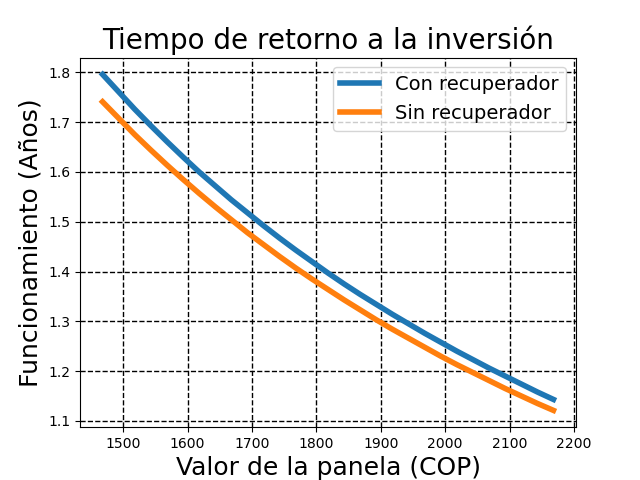 Tiempo de retorno a la inversión
Con recuperador
Sin recuperador
Funcionamiento (Años)
1.8
1.7
1.6
1.5
1.4
1.3
1.2
1.1
1500 1600 1700 1800 1900 2000 2100 2200
Valor de la panela (COP)